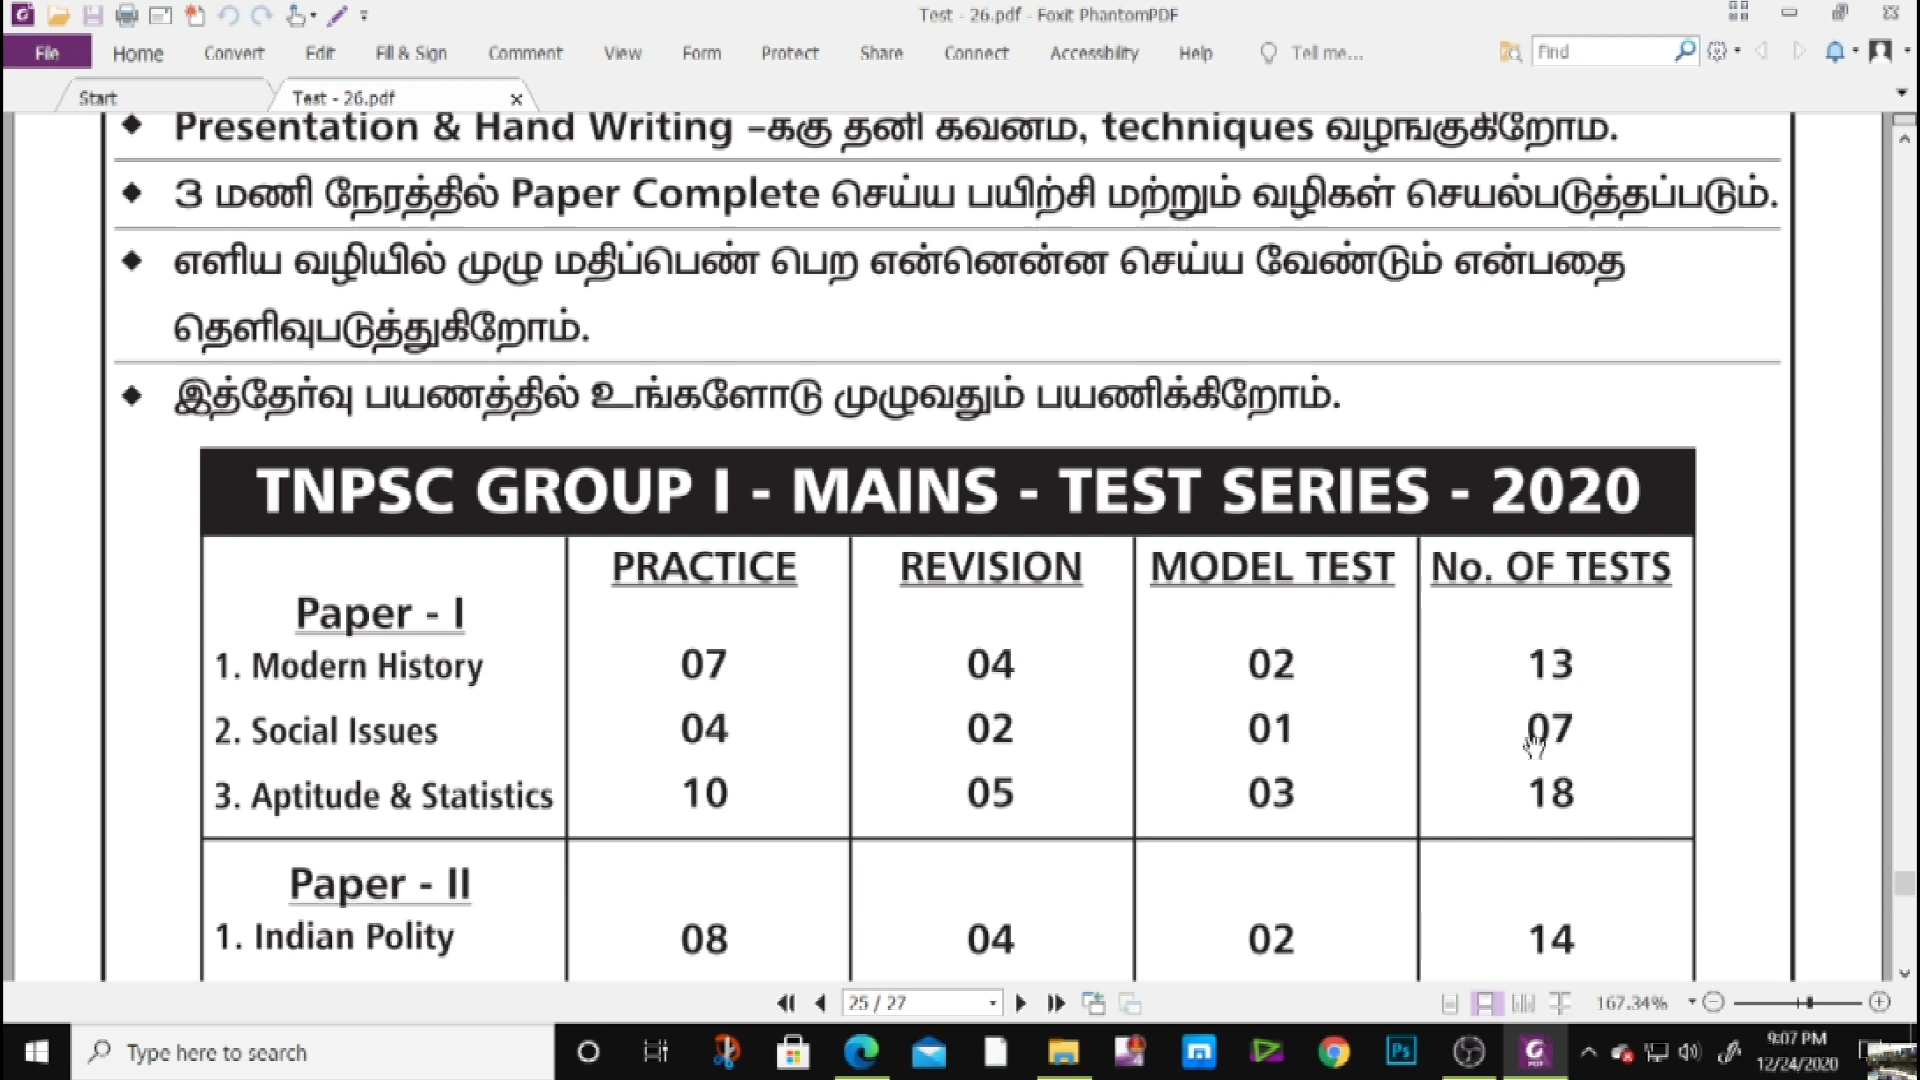 Test - 26.pdf - Foxit PhantomPDF
File Home Convert Edit Fill & Sign Comment View Form Protect Share Connect Accessibility Help Tell me... Find
Start Test - 26.pdf
Presentation & Hand Writing –க்கு தனி கவனம், techniques வழங்குகிறோம்.
3 மணி நேரத்தில் Paper Complete செய்ய பயிற்சி மற்றும் வழிகள் செயல்படுத்தப்படும்.
எளிய வழியில் முழு மதிப்பெண் பெற என்னென்ன செய்ய வேண்டும் என்பதை
தெளிவுபடுத்துகிறோம்.
இத்தேர்வு பயணத்தில் உங்களோடு முழுவதும் பயணிக்கிறோம்.
TNPSC GROUP I - MAINS - TEST SERIES - 2020
PRACTICE REVISION MODEL TEST No. OF TESTS
Paper - I
1. Modern History 07 04 02 13
2. Social Issues 04 02 01 07
3. Aptitude & Statistics 10 05 03 18
Paper - II
1. Indian Polity 08 04 02 14
25 / 27 167.34%
Type here to search Ps 9:07 PM
12/24/2020